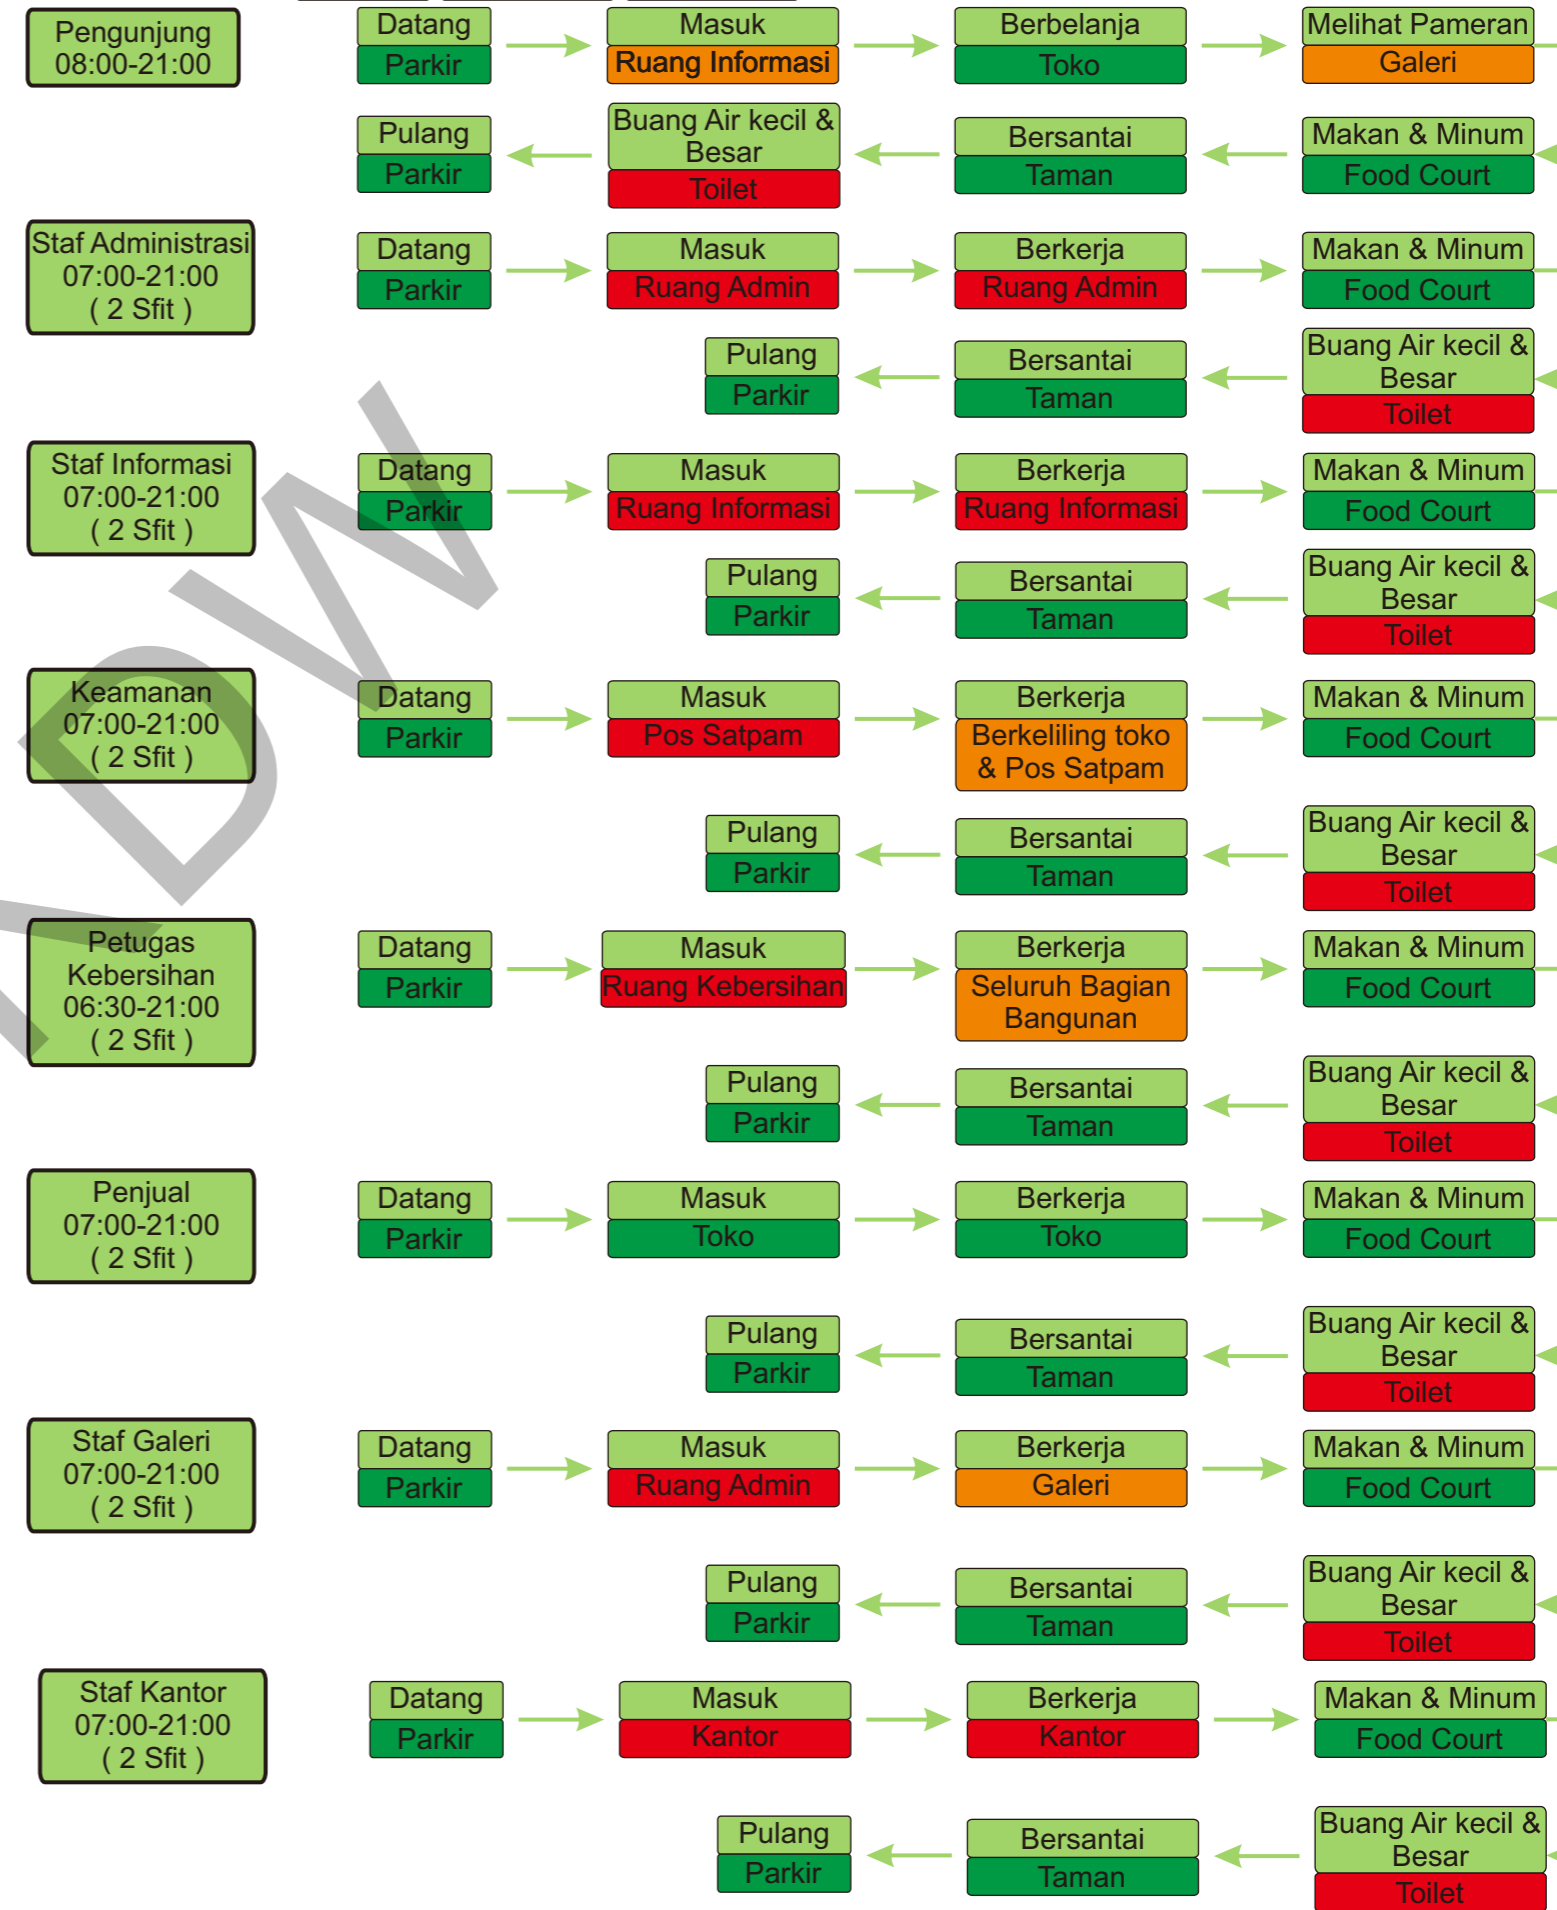 Pengunjung
08:00-21:00
Datang
Parkir
Masuk
Ruang Informasi
Berbelanja
Toko
Melihat Pameran
Galeri
Pulang
Parkir
Buang Air kecil &
Besar
Toilet
Bersantai
Taman
Makan & Minum
Food Court
Staf Administrasi
07:00-21:00
( 2 Sfit )
Datang
Parkir
Masuk
Ruang Admin
Berkerja
Ruang Admin
Makan & Minum
Food Court
Pulang
Parkir
Bersantai
Taman
Buang Air kecil &
Besar
Toilet
Staf Informasi
07:00-21:00
( 2 Sfit )
Datang
Parkir
Masuk
Ruang Informasi
Berkerja
Ruang Informasi
Makan & Minum
Food Court
Pulang
Parkir
Bersantai
Taman
Buang Air kecil &
Besar
Toilet
Keamanan
07:00-21:00
( 2 Sfit )
Datang
Parkir
Masuk
Pos Satpam
Berkerja
Berkeliling toko
& Pos Satpam
Makan & Minum
Food Court
Pulang
Parkir
Bersantai
Taman
Buang Air kecil &
Besar
Toilet
Petugas
Kebersihan
06:30-21:00
( 2 Sfit )
Datang
Parkir
Masuk
Ruang Kebersihan
Berkerja
Seluruh Bagian
Bangunan
Makan & Minum
Food Court
Pulang
Parkir
Bersantai
Taman
Buang Air kecil &
Besar
Toilet
Penjual
07:00-21:00
( 2 Sfit )
Datang
Parkir
Masuk
Toko
Berkerja
Toko
Makan & Minum
Food Court
Pulang
Parkir
Bersantai
Taman
Buang Air kecil &
Besar
Toilet
Staf Galeri
07:00-21:00
( 2 Sfit )
Datang
Parkir
Masuk
Ruang Admin
Berkerja
Galeri
Makan & Minum
Food Court
Pulang
Parkir
Bersantai
Taman
Buang Air kecil &
Besar
Toilet
Staf Kantor
07:00-21:00
( 2 Sfit )
Datang
Parkir
Masuk
Kantor
Berkerja
Kantor
Makan & Minum
Food Court
Pulang
Parkir
Bersantai
Taman
Buang Air kecil &
Besar
Toilet